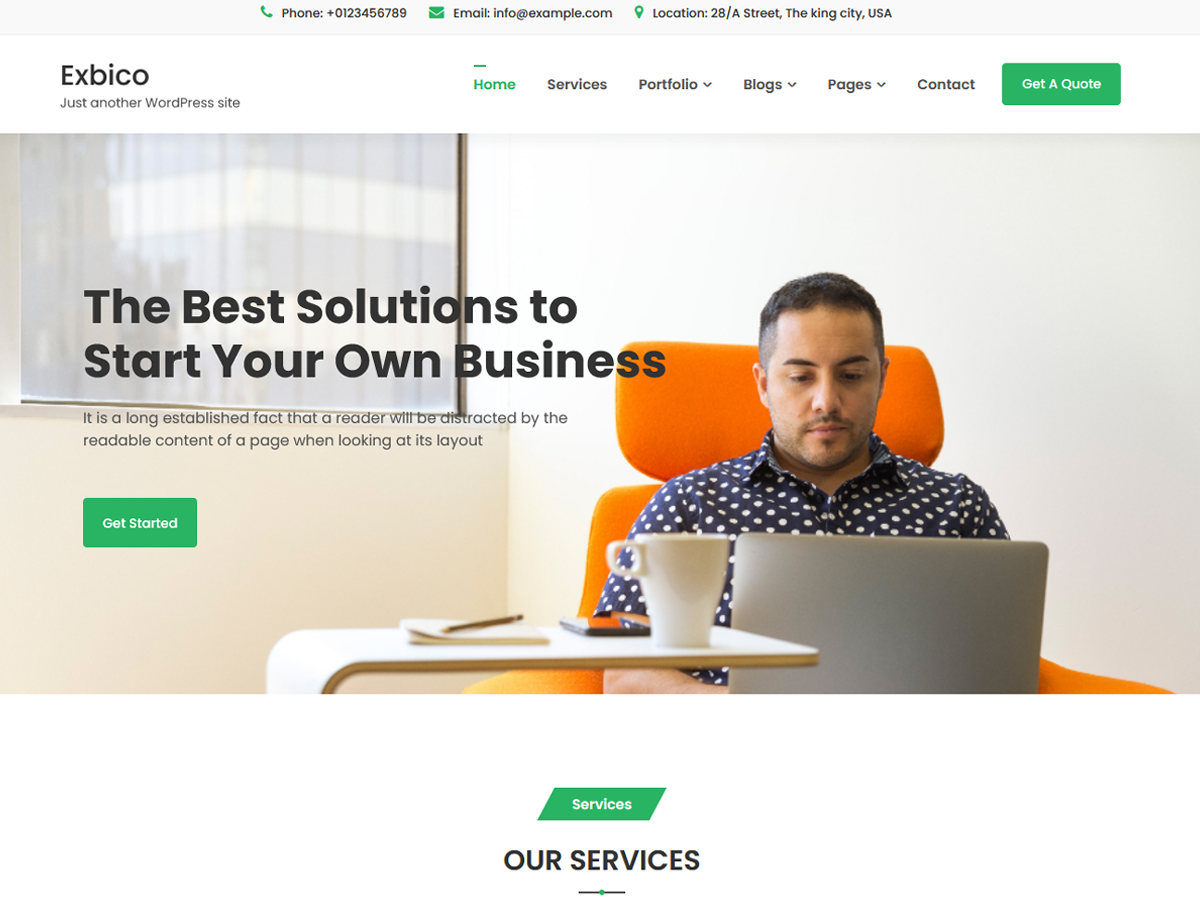 Phone: +0123456789 Email: info@example.com Location: 28/A Street, The king city, USA
Exbico
Just another WordPress site
Home Services Portfolio Blogs Pages Contact Get A Quote
The Best Solutions to
Start Your Own Business
It is a long established fact that a reader will be distracted by the
readable content of a page when looking at its layout
Get Started
Services
OUR SERVICES